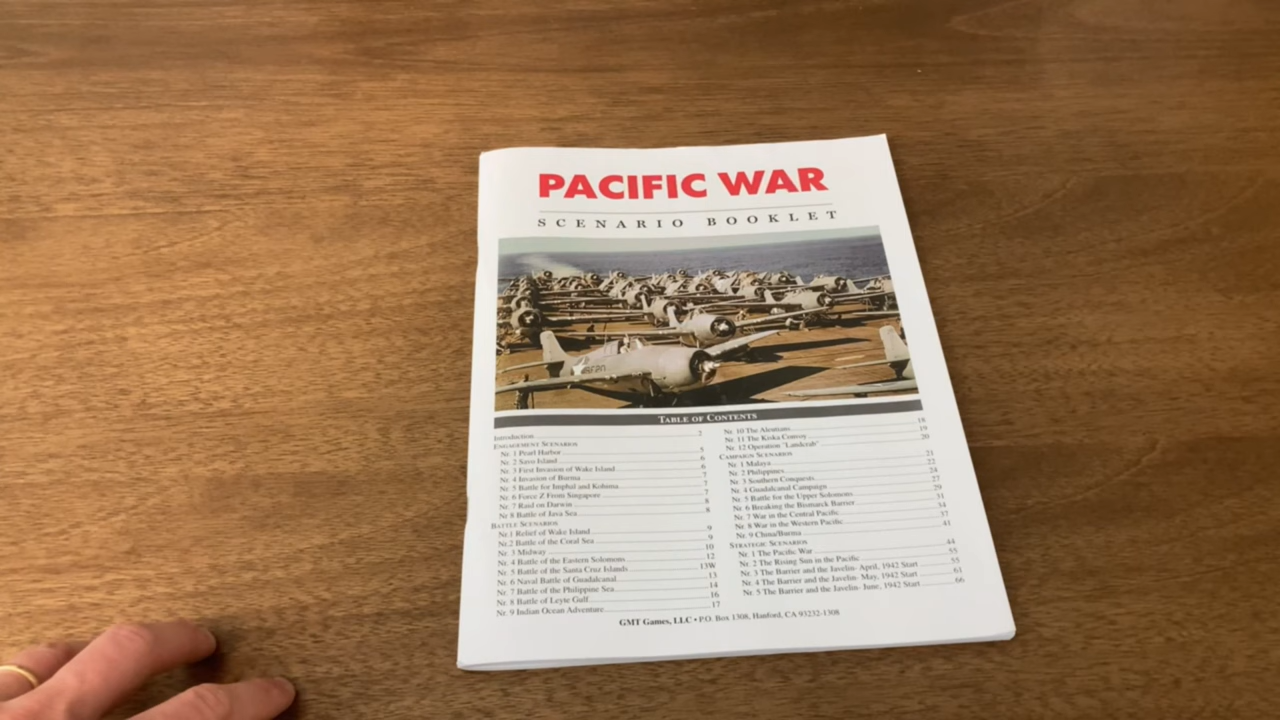 PACIFIC WAR
SCENARIO BOOKLET
TABLE OF CONTENTS
Introduction 2
ENGAGEMENT SCENARIOS
Nr. 1 Pearl Harbor 5
Nr. 2 Savo Island 6
Nr. 3 First Invasion of Wake Island 6
Nr. 4 Invasion of Burma 7
Nr. 5 Battle for Imphal and Kohima 7
Nr. 6 Force Z From Singapore 7
Nr. 7 Raid on Darwin 8
Nr. 8 Battle of Java Sea 8
BATTLE SCENARIOS
Nr.1 Relief of Wake Island 9
Nr.2 Battle of the Coral Sea 9
Nr. 3 Midway 10
Nr. 4 Battle of the Eastern Solomons 12
Nr. 5 Battle of the Santa Cruz Islands 13W
Nr. 6 Naval Battle of Guadalcanal 13
Nr. 7 Battle of the Philippine Sea 14
Nr. 8 Battle of Leyte Gulf 16
Nr. 9 Indian Ocean Adventure 17
Nr. 10 The Aleutians 18
Nr. 11 The Kiska Convoy 19
Nr. 12 Operation "Landcrab" 20
CAMPAIGN SCENARIOS
Nr. 1 Malaya 21
Nr. 2 Philippines 22
Nr. 3 Southern Conquests 24
Nr. 4 Guadalcanal Campaign 27
Nr. 5 Battle for the Upper Solomons 29
Nr. 6 Breaking the Bismarck Barrier 31
Nr. 7 War in the Central Pacific 34
Nr. 8 War in the Western Pacific 37
Nr. 9 China/Burma 41
STRATEGIC SCENARIOS
Nr. 1 The Pacific War 44
Nr. 2 The Rising Sun in the Pacific 55
Nr. 3 The Barrier and the Javelin- April, 1942 Start 55
Nr. 4 The Barrier and the Javelin- May, 1942 Start 61
Nr. 5 The Barrier and the Javelin- June, 1942 Start 66
GMT Games, LLC • P.O. Box 1308, Hanford, CA 93232-1308